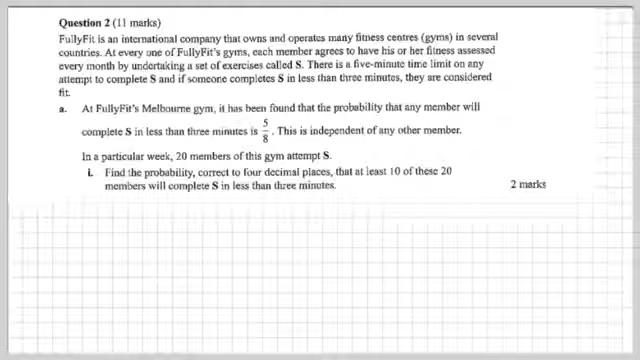 Question 2 (11 marks)
FullyFit is an international company that owns and operates many fitness centres (gyms) in several
countries. At every one of FullyFit's gyms, each member agrees to have his or her fitness assessed
every month by undertaking a set of exercises called S. There is a five-minute time limit on any
attempt to complete S and if someone completes S in less than three minutes, they are considered
fit.
a. At FullyFit's Melbourne gym, it has been found that the probability that any member will
complete S in less than three minutes is 5/8. This is independent of any other member.
In a particular week, 20 members of this gym attempt S.
i. Find the probability, correct to four decimal places, that at least 10 of these 20
members will complete S in less than three minutes. 2 marks